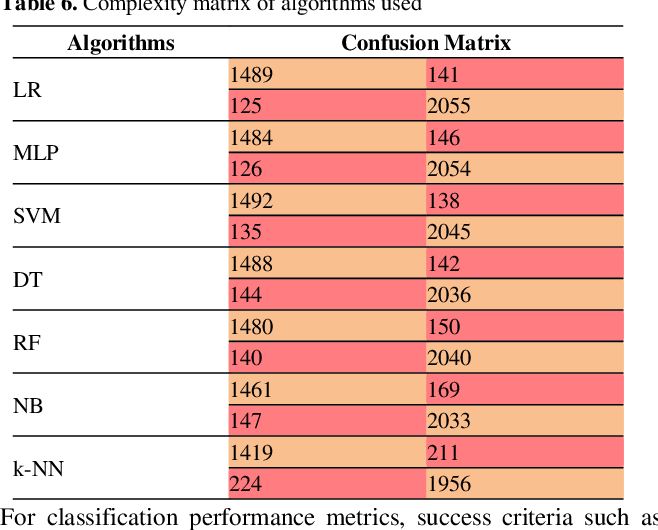 Table 6. Complexity matrix of algorithms used
Algorithms Confusion Matrix
LR
1489 141
125 2055
MLP
1484 146
126 2054
SVM
1492 138
135 2045
DT
1488 142
144 2036
RF
1480 150
140 2040
NB
1461 169
147 2033
k-NN
1419 211
224 1956
For classification performance metrics, success criteria such as